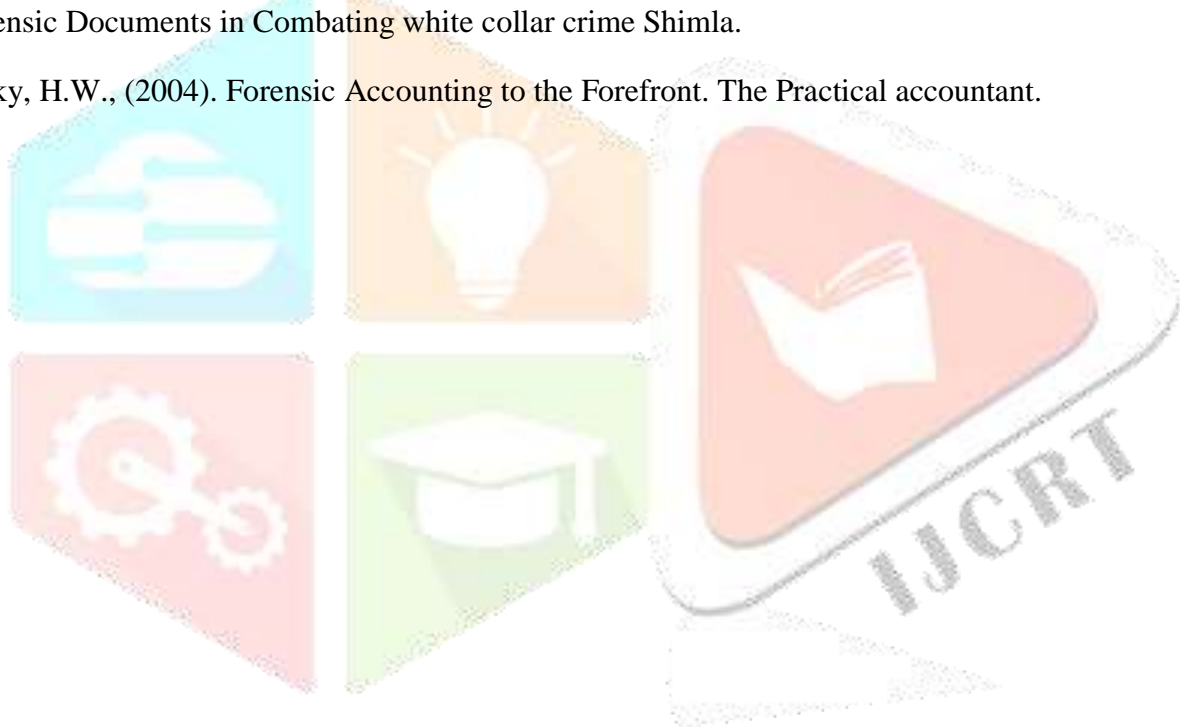 ensic Documents in Combating white collar crime Shimla.
ky, H.W., (2004). Forensic Accounting to the Forefront. The Practical accountant.
IJCRT